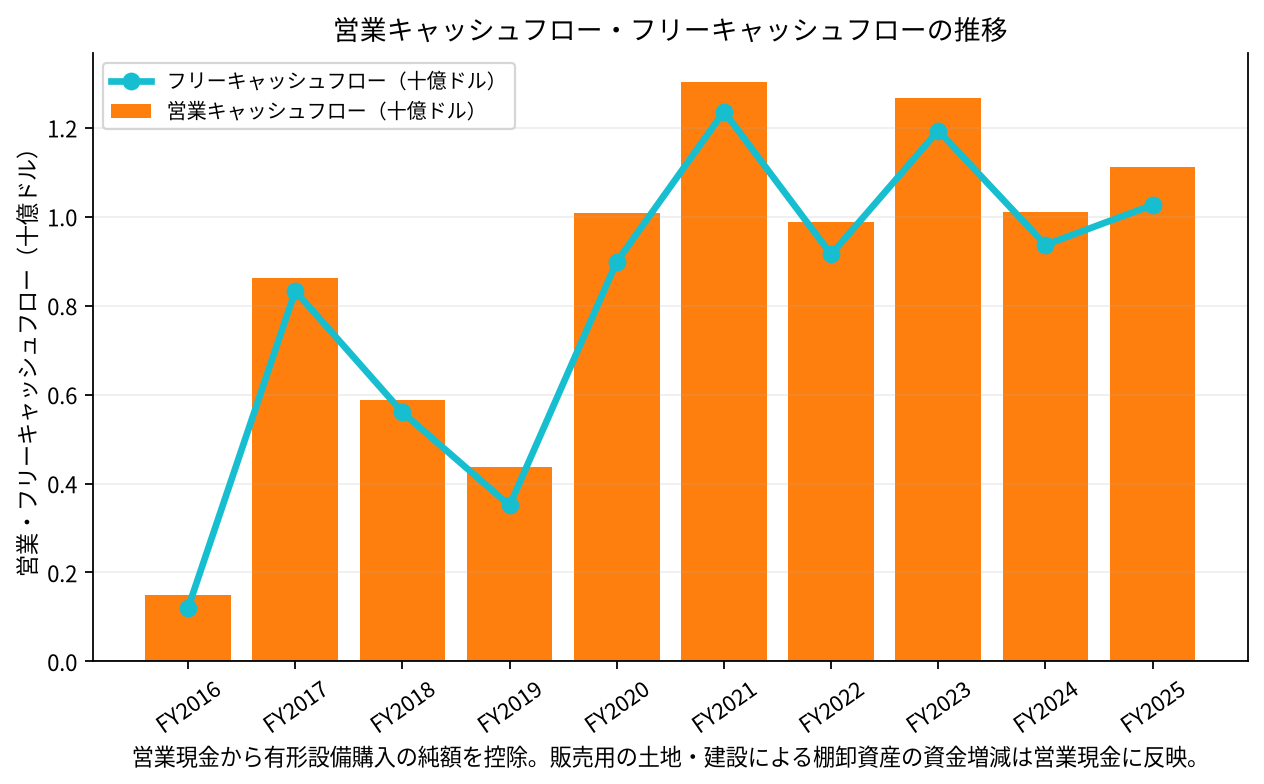 営業キャッシュフロー・フリーキャッシュフローの推移
フリーキャッシュフロー（十億ドル）
営業キャッシュフロー（十億ドル）
営業・フリーキャッシュフロー（十億ドル）
1.2
1.0
0.8
0.6
0.4
0.2
0.0
FY2016
FY2017
FY2018
FY2019
FY2020
FY2021
FY2022
FY2023
FY2024
FY2025
営業現金から有形設備購入の純額を控除。販売用の土地・建設による棚卸資産の資金増減は営業現金に反映。